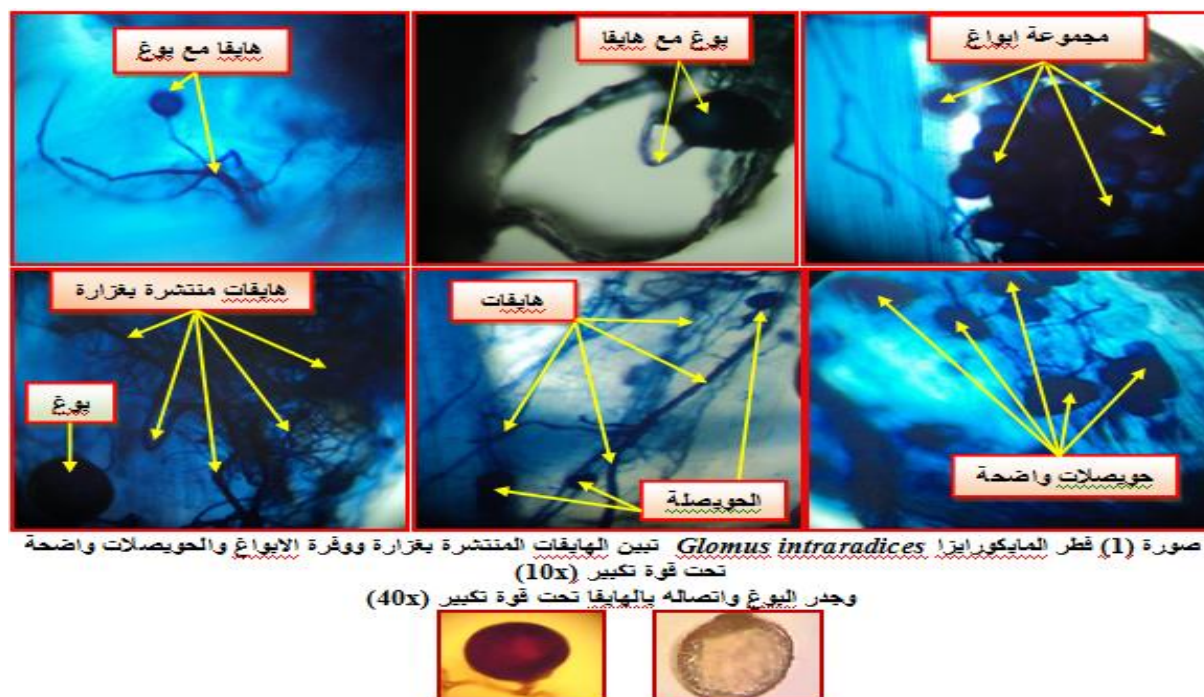 هايفا مع بوغ
بوغ مع هايفا
مجموعة ابواغ
هايفات منتشرة بغزارة
بوغ
هايفات
الحويصلة
حويصلات واضحة
صورة (1) فطر المايكورايزا Glomus intraradices تبين الهايفات المنتشرة بغزارة ووفرة الابواغ والحويصلات واضحة
تحت قوة تكبير (10x)
وجدر البوغ واتصاله بالهايفا تحت قوة تكبير (40x)